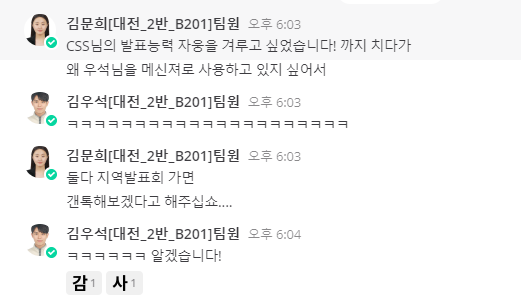 김문희[대전_2반_B201]팀원 오후 6:03
CSS님의 발표능력 자웅을 겨루고 싶었습니다! 까지 치다가
왜 우석님을 메신져로 사용하고 있지 싶어서
김우석[대전_2반_B201]팀원 오후 6:03
ㅋㅋㅋㅋㅋㅋㅋㅋㅋㅋㅋㅋㅋㅋㅋㅋㅋㅋㅋㅋㅋ
김문희[대전_2반_B201]팀원 오후 6:03
둘다 지역발표회 가면
갠톡해보겠다고 해주십쇼....
김우석[대전_2반_B201]팀원 오후 6:04
ㅋㅋㅋㅋㅋㅋ 알겠습니다!
감 1 사 1